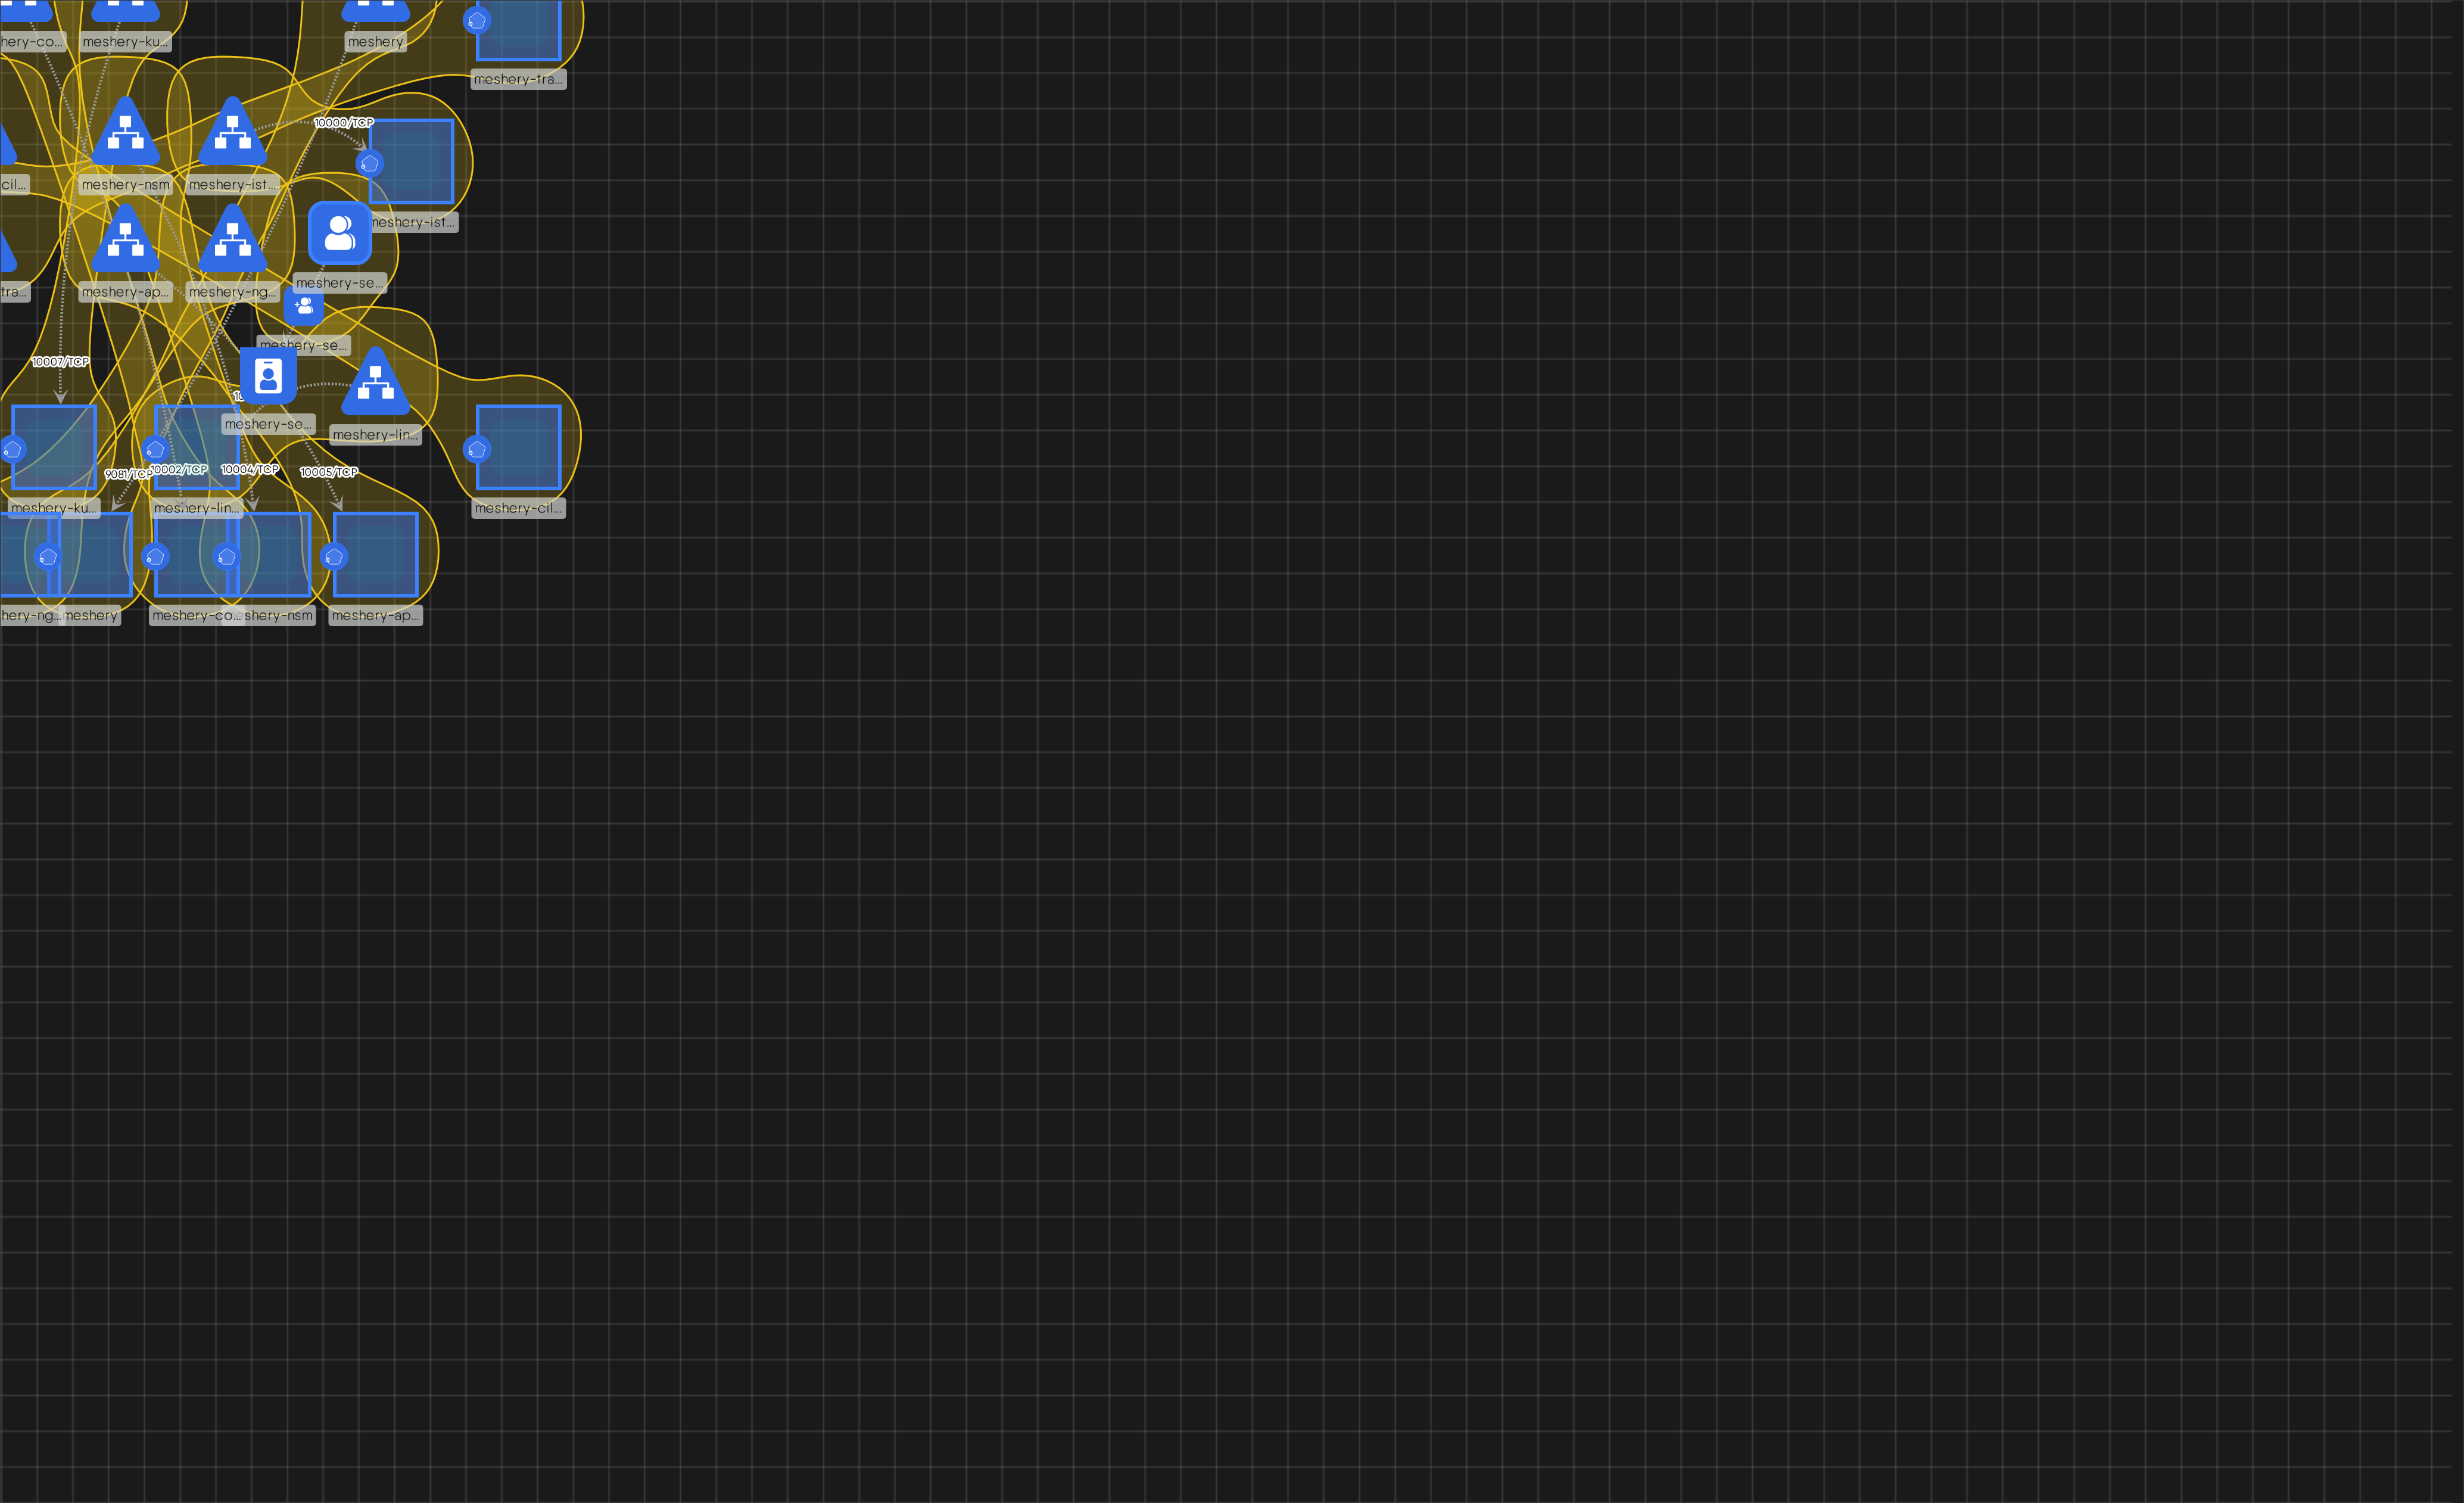 hery-co...
meshery-ku...
meshery
meshery-tra...
10000/TCP
cil...
meshery-nsm
meshery-ist...
meshery-ist...
tra...
meshery-ap...
meshery-ng...
meshery-se...
meshery-se...
10007/TCP
meshery-se...
meshery-lin...
9081/TCP
10002/TCP
10004/TCP
10005/TCP
meshery-ku...
meshery-lin...
meshery-cil...
hery-ng...
meshery
meshery-co...
shery-nsm
meshery-ap...